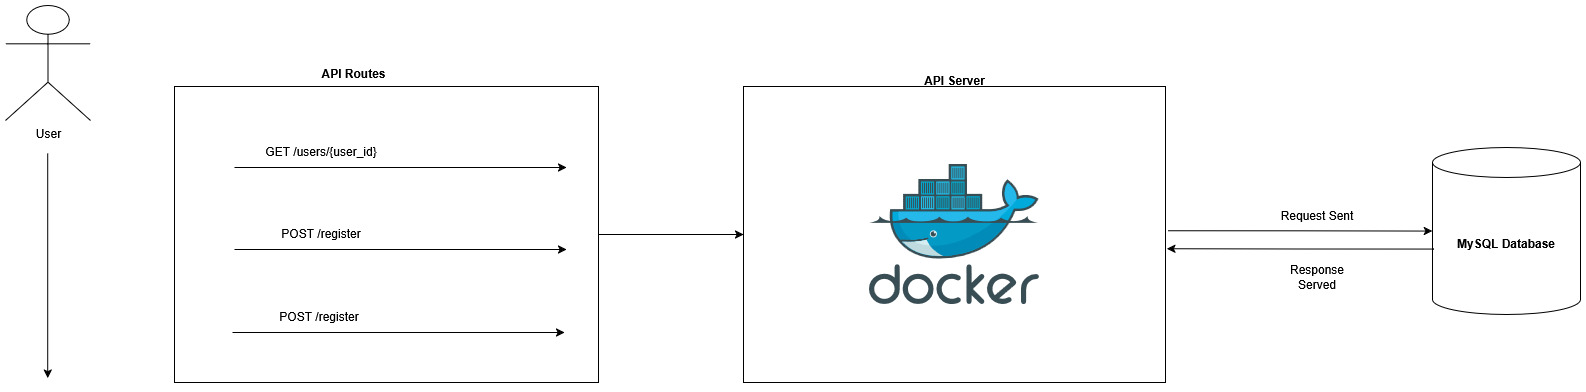 User
API Routes
GET /users/{user_id}
POST /register
POST /register
API Server
docker
Request Sent
Response
Served
MySQL Database